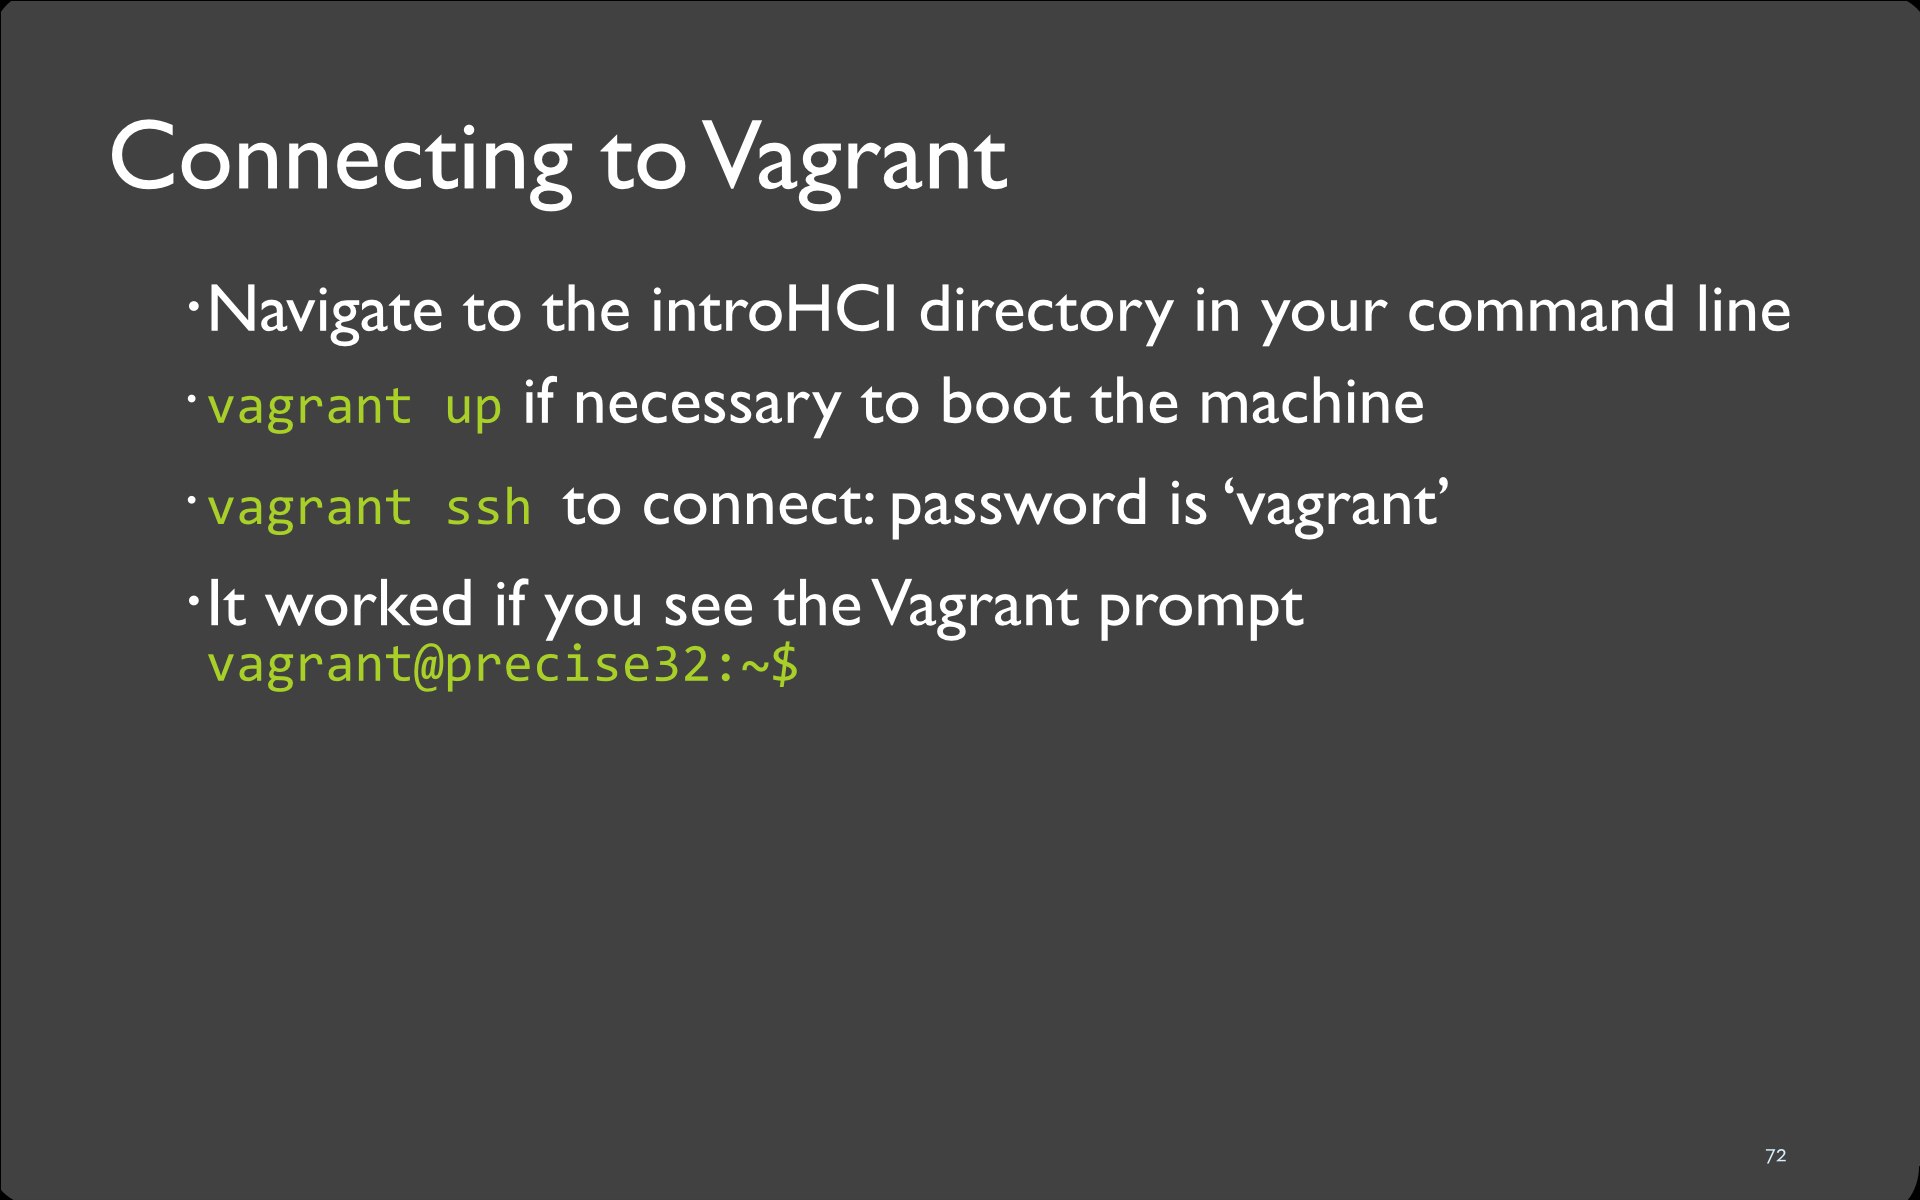 Connecting to Vagrant
·Navigate to the introHCI directory in your command line
·vagrant up if necessary to boot the machine
·vagrant ssh to connect: password is ‘vagrant’
·It worked if you see the Vagrant prompt
vagrant@precise32:~$
72